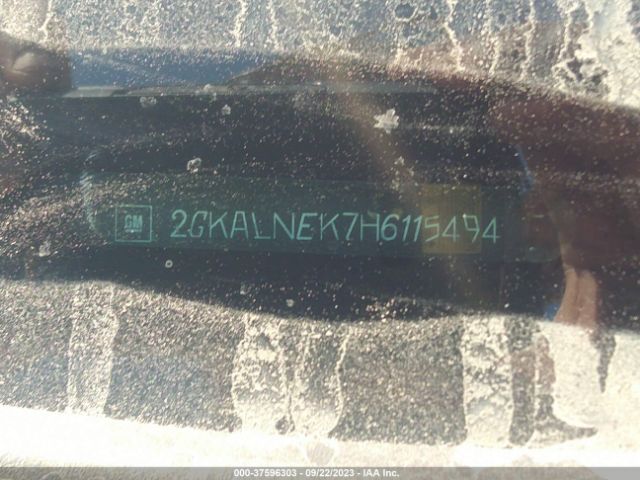 GM 2GKALNEK7H6115494
000-37596303 - 09/22/2023 - IAA Inc.